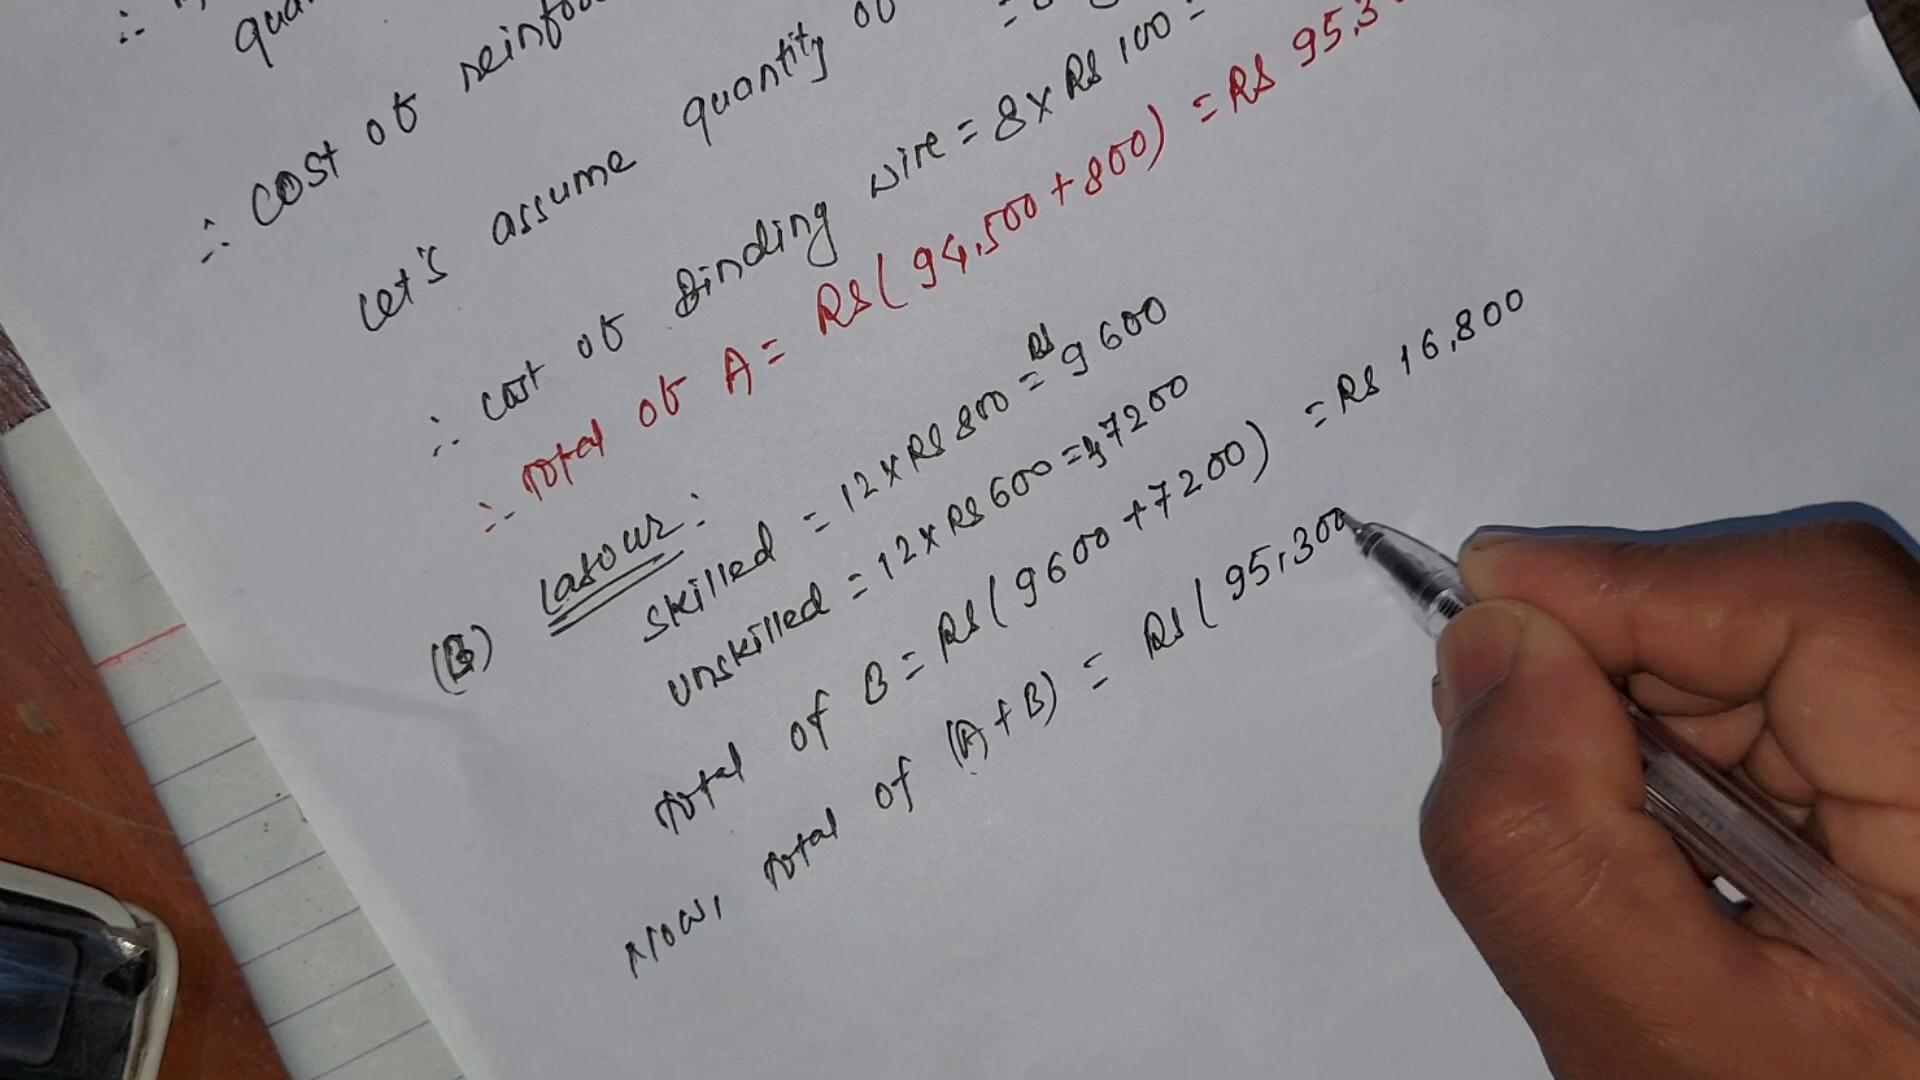 ∴ qua
∴ Cost of reinfo
Let's assume quantity of =
∴ Cost of Binding wire = 8 x Rs 100 =
∴ Total of A = Rs ( 94,500 + 800) = Rs 95,3
(B) Labour :
Skilled = 12 x Rs 800 = Rs 9600
Unskilled = 12 x Rs 600 = 7200
Total of B = Rs ( 9600 + 7200) = Rs 16,800
Now, Total of (A+B) = Rs ( 95,300